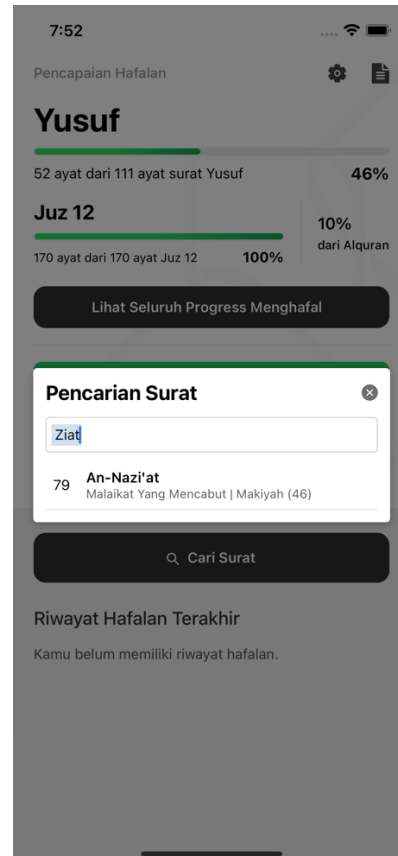 7:52
Pencapaian Hafalan
Yusuf
52 ayat dari 111 ayat surat Yusuf 46%
Juz 12
170 ayat dari 170 ayat Juz 12 100%
10%
dari Alquran
Lihat Seluruh Progress Menghafal
Pencarian Surat
Ziat
79 An-Nazi'at
Malaikat Yang Mencabut | Makiyah (46)
Cari Surat
Riwayat Hafalan Terakhir
Kamu belum memiliki riwayat hafalan.